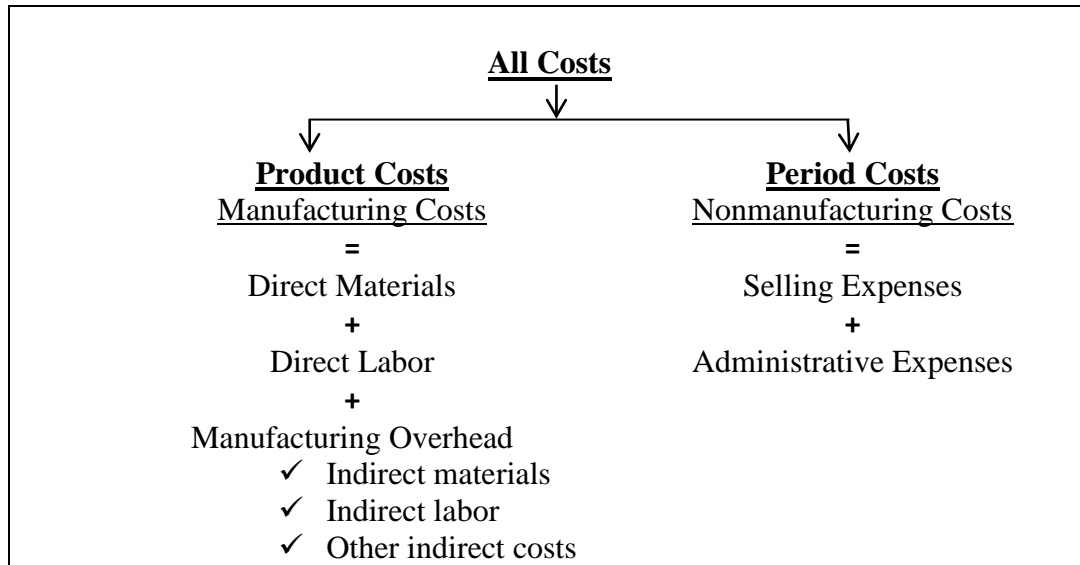 All Costs
Product Costs
Manufacturing Costs
=
Direct Materials
+
Direct Labor
+
Manufacturing Overhead
✓ Indirect materials
✓ Indirect labor
✓ Other indirect costs
Period Costs
Nonmanufacturing Costs
=
Selling Expenses
+
Administrative Expenses